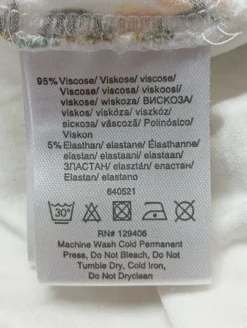 95% Viscose/ Viskose/ viscose/
Viscose/ viscosa/ viskoosi/
viskose/ wiskoza/ ВИСКОЗА/
viskos/ viskóza/ viszkóz/
вискоза/ vâscoză/ Polinósico/
Viskon
5% Elasthan/ elastane/ Élasthanne/
elastan/ elastaani/ elastaan/
ЗЛАСТАН/ elasztán/ еластан/
Elastan/ elastano
640521
30°
RN# 129406
Machine Wash Cold Permanent
Press, Do Not Bleach, Do Not
Tumble Dry, Cold Iron,
Do Not Dryclean